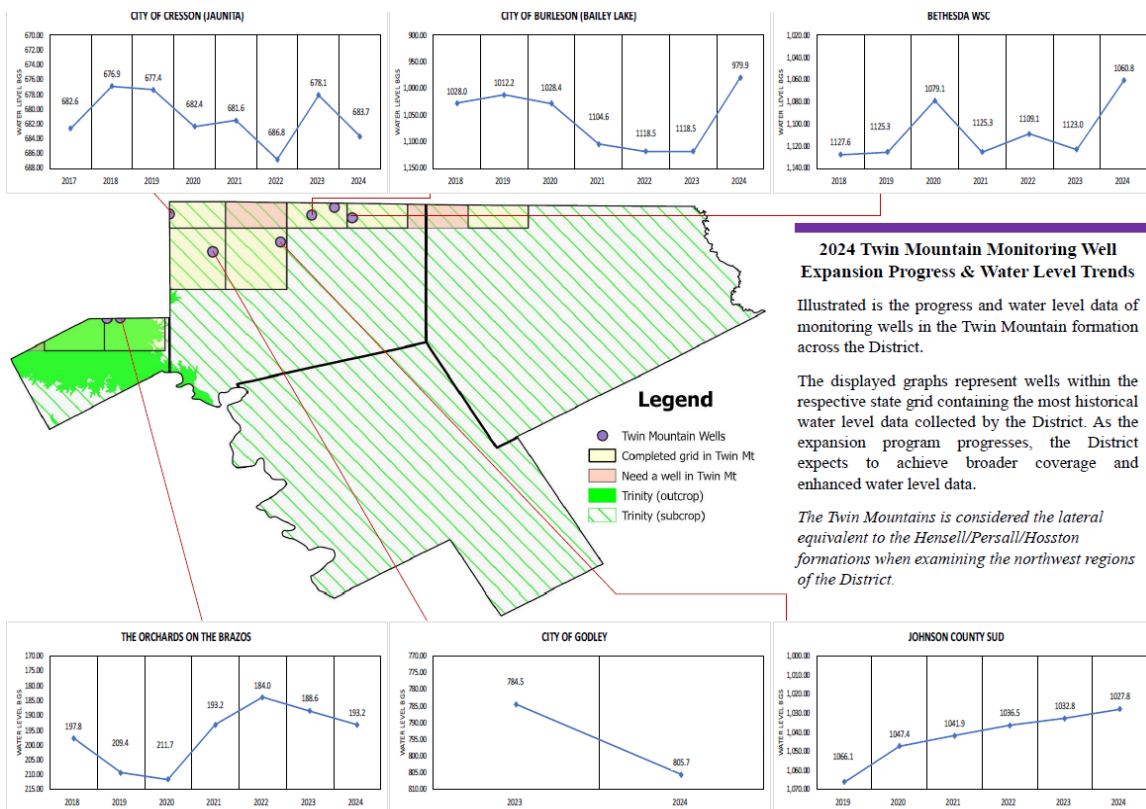 CITY OF CRESSON (JAUNITA)
WATER LEVEL BGS
670.00
672.00
674.00
676.00
678.00
680.00
682.00
684.00
686.00
688.00
682.6
676.9
677.4
682.4
681.6
686.8
678.1
683.7
2017 2018 2019 2020 2021 2022 2023 2024
CITY OF BURLESON (BAILEY LAKE)
WATER LEVEL BGS
900.00
950.00
1,000.00
1,050.00
1,100.00
1,150.00
1028.0
1012.2
1028.4
1104.6
1118.5
1118.5
979.9
2018 2019 2020 2021 2022 2023 2024
BETHESDA WSC
WATER LEVEL BGS
1,020.00
1,040.00
1,060.00
1,080.00
1,100.00
1,120.00
1,140.00
1127.6
1125.3
1079.1
1125.3
1109.1
1123.0
1060.8
2018 2019 2020 2021 2022 2023 2024
2024 Twin Mountain Monitoring Well
Expansion Progress & Water Level Trends
Illustrated is the progress and water level data of
monitoring wells in the Twin Mountain formation
across the District.
The displayed graphs represent wells within the
respective state grid containing the most historical
water level data collected by the District. As the
expansion program progresses, the District
expects to achieve broader coverage and
enhanced water level data.
The Twin Mountains is considered the lateral
equivalent to the Hensell/Persall/Hosston
formations when examining the northwest regions
of the District.
Legend
Twin Mountain Wells
Completed grid in Twin Mt
Need a well in Twin Mt
Trinity (outcrop)
Trinity (subcrop)
THE ORCHARDS ON THE BRAZOS
WATER LEVEL BGS
170.00
175.00
180.00
185.00
190.00
195.00
200.00
205.00
210.00
215.00
197.8
209.4
211.7
193.2
184.0
188.6
193.2
2018 2019 2020 2021 2022 2023 2024
CITY OF GODLEY
WATER LEVEL BGS
770.00
775.00
780.00
785.00
790.00
795.00
800.00
805.00
810.00
784.5
805.7
2023 2024
JOHNSON COUNTY SUD
WATER LEVEL BGS
1,000.00
1,010.00
1,020.00
1,030.00
1,040.00
1,050.00
1,060.00
1,070.00
1066.1
1047.4
1041.9
1036.5
1032.8
1027.8
2019 2020 2021 2022 2023 2024